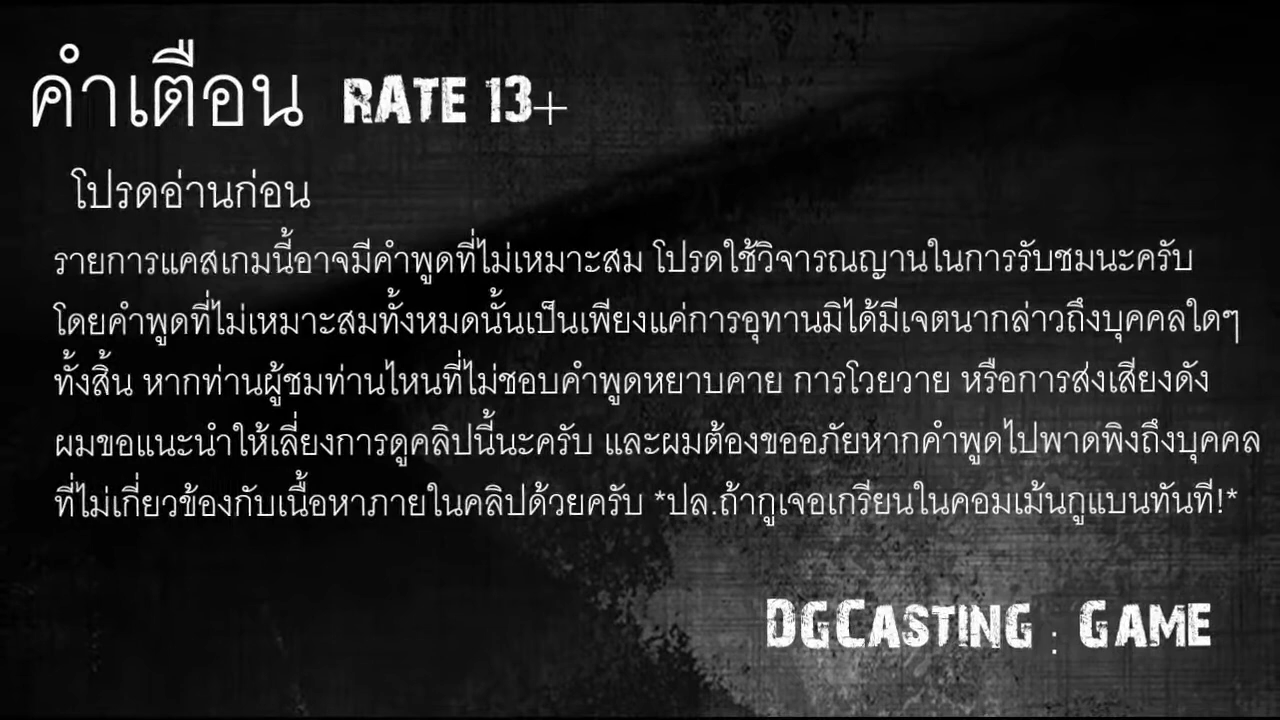 คำเตือน RATE 13+
โปรดอ่านก่อน
รายการแคสเกมนี้อาจมีคำพูดที่ไม่เหมาะสม โปรดใช้วิจารณญานในการรับชมนะครับ
โดยคำพูดที่ไม่เหมาะสมทั้งหมดนั้นเป็นเพียงแค่การอุทานมิได้มีเจตนากล่าวถึงบุคคลใดๆ
ทั้งสิ้น หากท่านผู้ชมท่านไหนที่ไม่ชอบคำพูดหยาบคาย การโวยวาย หรือการส่งเสียงดัง
ผมขอแนะนำให้เลี่ยงการดูคลิปนี้นะครับ และผมต้องขออภัยหากคำพูดไปพาดพิงถึงบุคคล
ที่ไม่เกี่ยวข้องกับเนื้อหาภายในคลิปด้วยครับ *ปล.ถ้ากูเจอเกรียนในคอมเม้นกูแบนทันที!*
DGCASTING : GAME